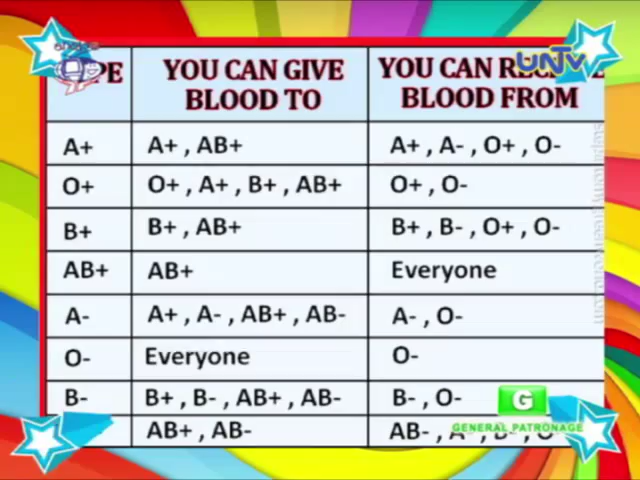 PE YOU CAN GIVE BLOOD TO YOU CAN BLOOD FROM
UNTV
A+ A+ , AB+ A+ , A- , O+ , O-
O+ O+ , A+ , B+ , AB+ O+ , O-
B+ B+ , AB+ B+ , B- , O+ , O-
AB+ AB+ Everyone
A- A+ , A- , AB+ , AB- A- , O-
O- Everyone O-
B- B+ , B- , AB+ , AB- B- , O-
AB+ , AB- AB- , A- , B- , O
G
GENERAL PATRONAGE